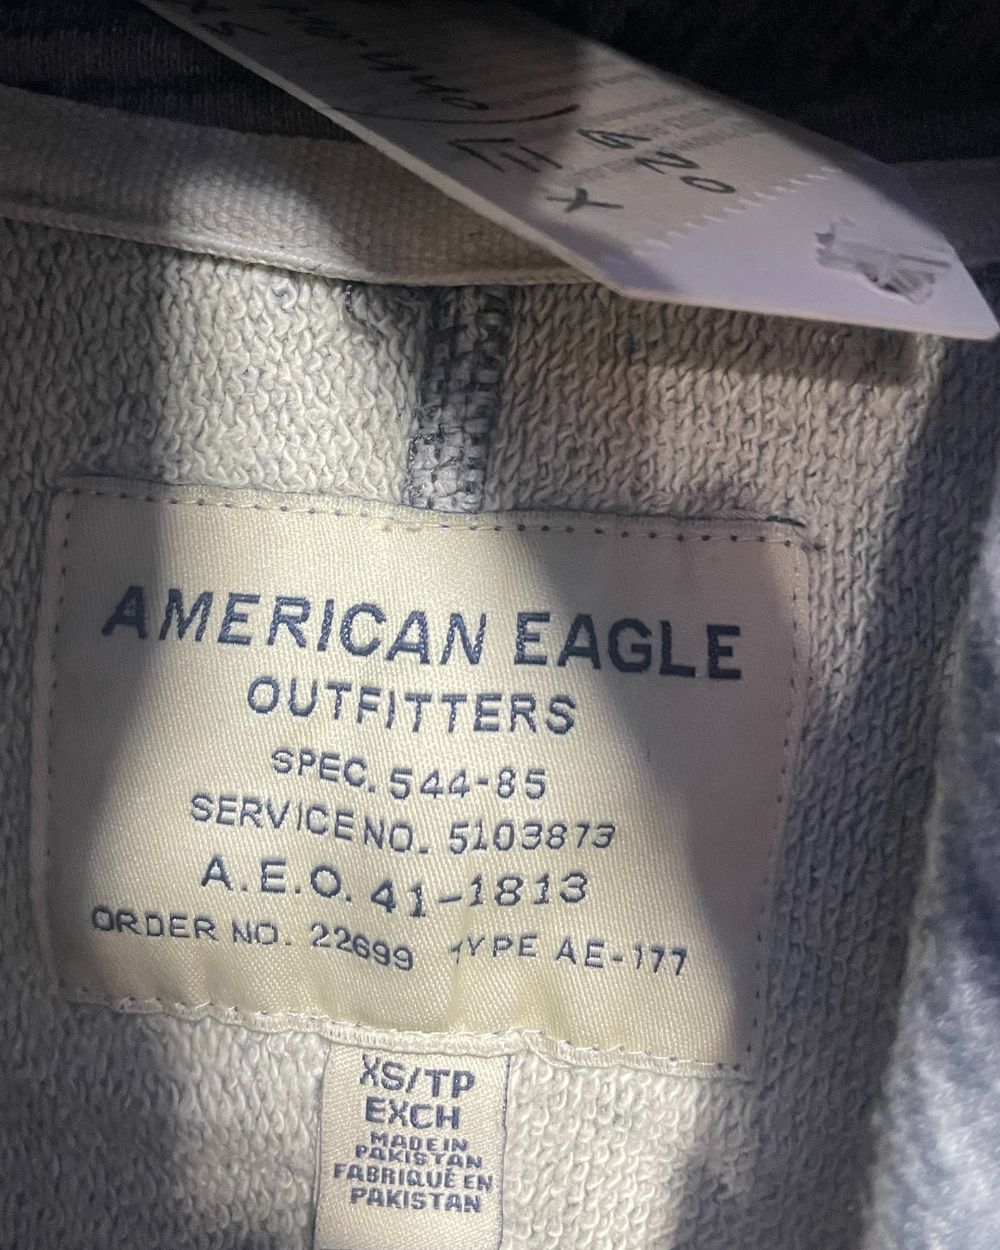 AMERICAN EAGLE
OUTFITTERS
SPEC. 544-85
SERVICE NO. 5103873
A.E.O. 41-1813
ORDER NO. 22699 TYPE AE-177
XS/TP
EXCH
MADE IN
PAKISTAN
FABRIQUÉ EN
PAKISTAN